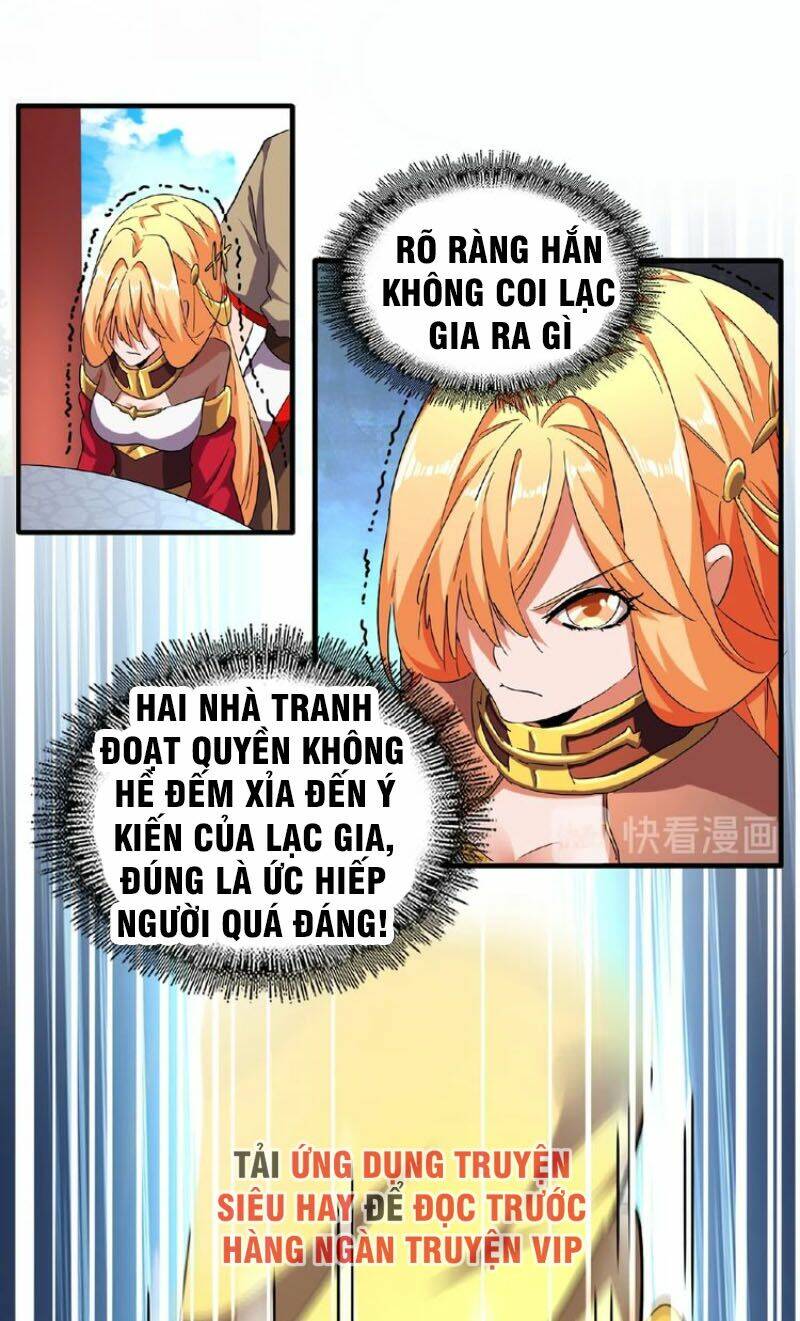 RÕ RÀNG HẮN
KHÔNG COI LẠC
GIA RA GÌ
HAI NHÀ TRANH
ĐOẠT QUYỀN KHÔNG
HỀ ĐẾM XỈA ĐẾN Ý
KIẾN CỦA LẠC GIA,
ĐÚNG LÀ ỨC HIẾP
NGƯỜI QUÁ ĐÁNG!
快看漫画
TẢI ỨNG DỤNG TRUYỆN
SIÊU HAY ĐỂ ĐỌC TRƯỚC
HÀNG NGÀN TRUYỆN VIP